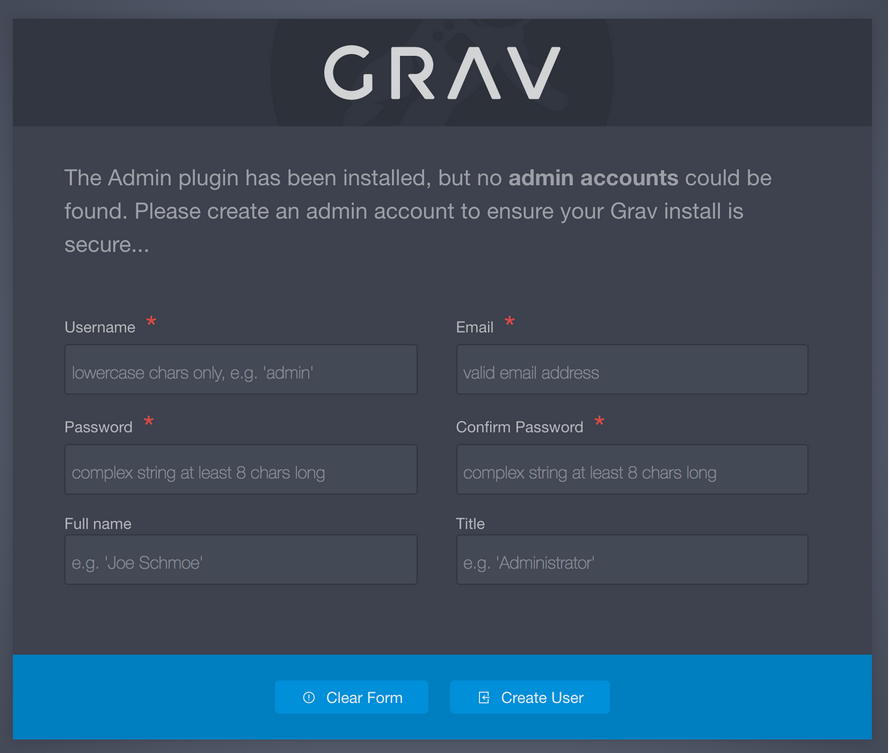 GRAV
The Admin plugin has been installed, but no admin accounts could be
found. Please create an admin account to ensure your Grav install is
secure...
Username *
Email *
lowercase chars only, e.g. 'admin'
valid email address
Password *
Confirm Password *
complex string at least 8 chars long
complex string at least 8 chars long
Full name
Title
e.g. 'Joe Schmoe'
e.g. 'Administrator'
Clear Form
Create User